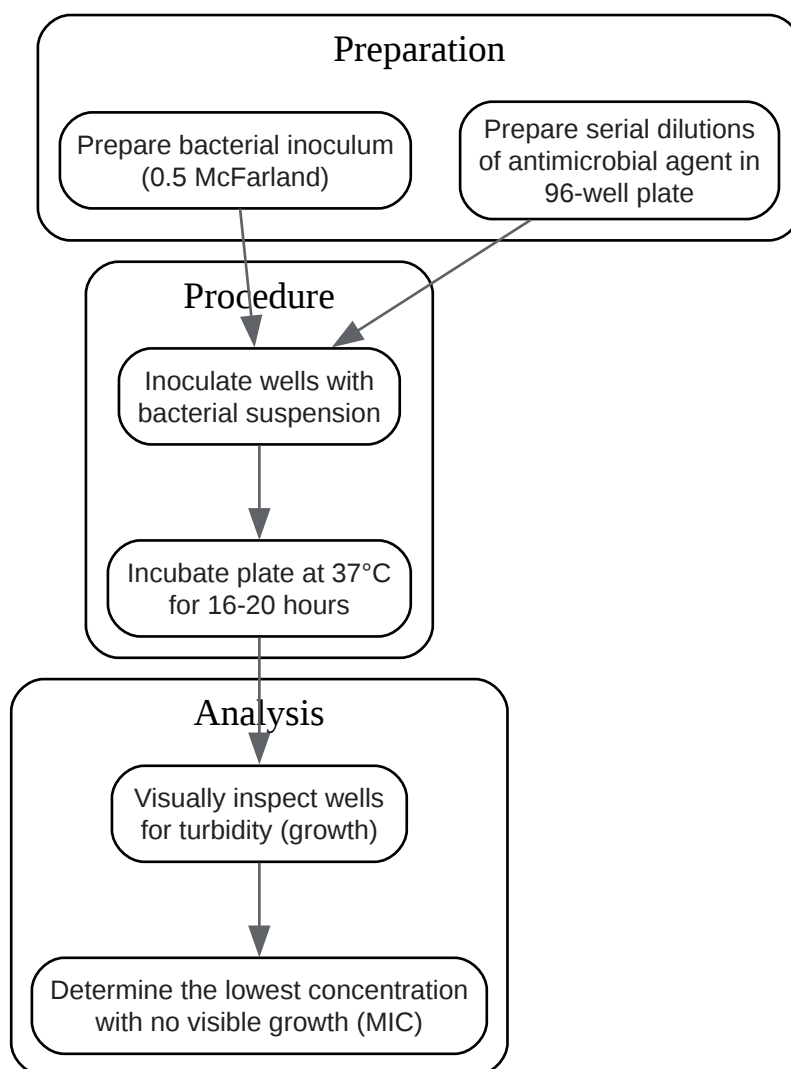 Preparation
Prepare bacterial inoculum
(0.5 McFarland)
Prepare serial dilutions
of antimicrobial agent in
96-well plate
Procedure
Inoculate wells with
bacterial suspension
Incubate plate at 37°C
for 16-20 hours
Analysis
Visually inspect wells
for turbidity (growth)
Determine the lowest concentration
with no visible growth (MIC)